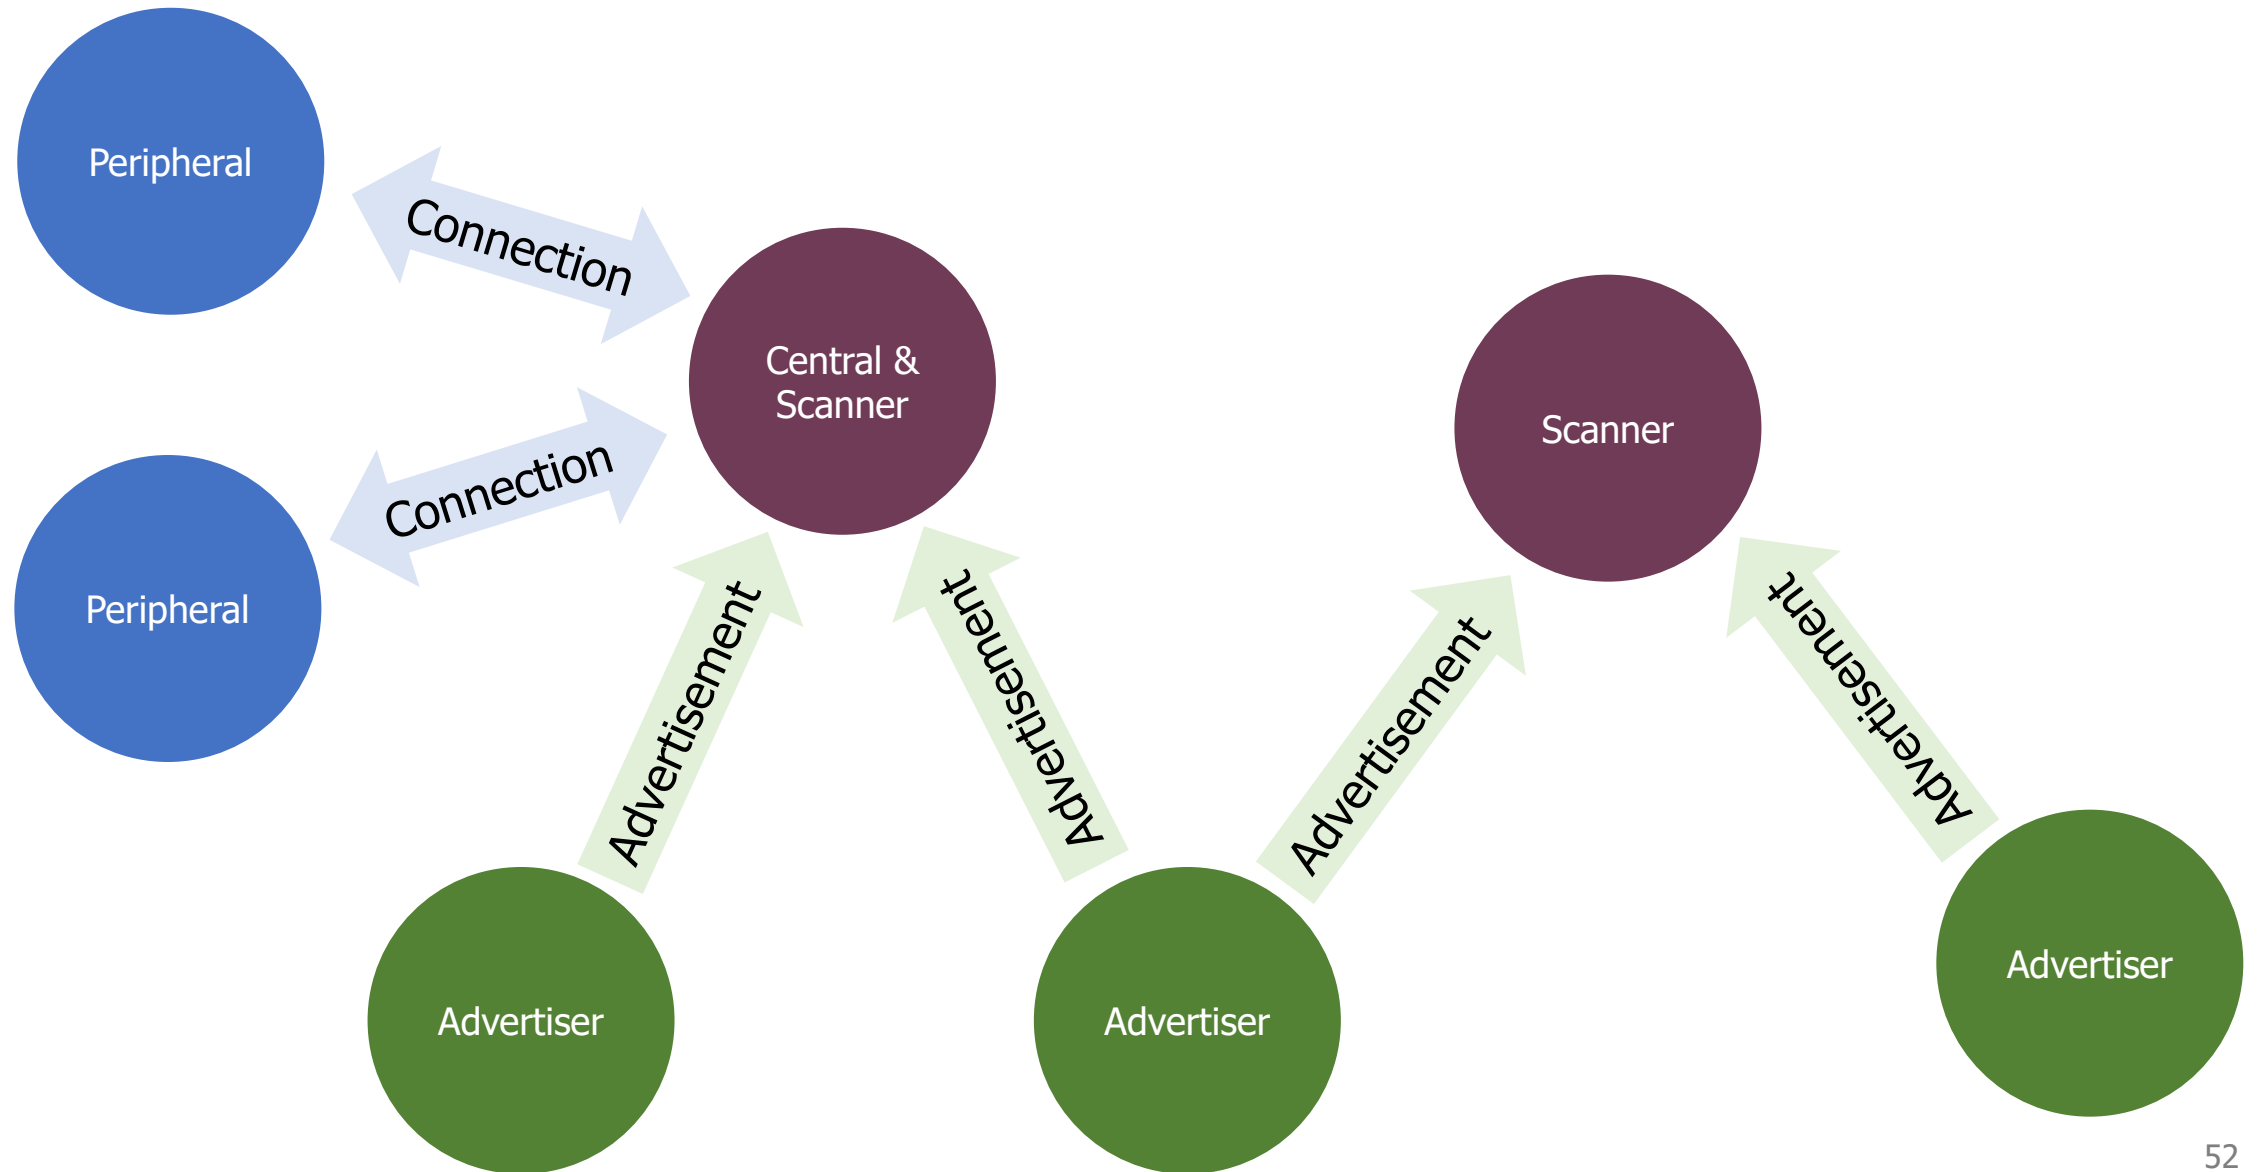 Peripheral
Connection
Central &
Scanner
Scanner
Connection
Peripheral
Advertisement
Advertisement
Advertisement
Advertisement
Advertiser
Advertiser
Advertiser
52